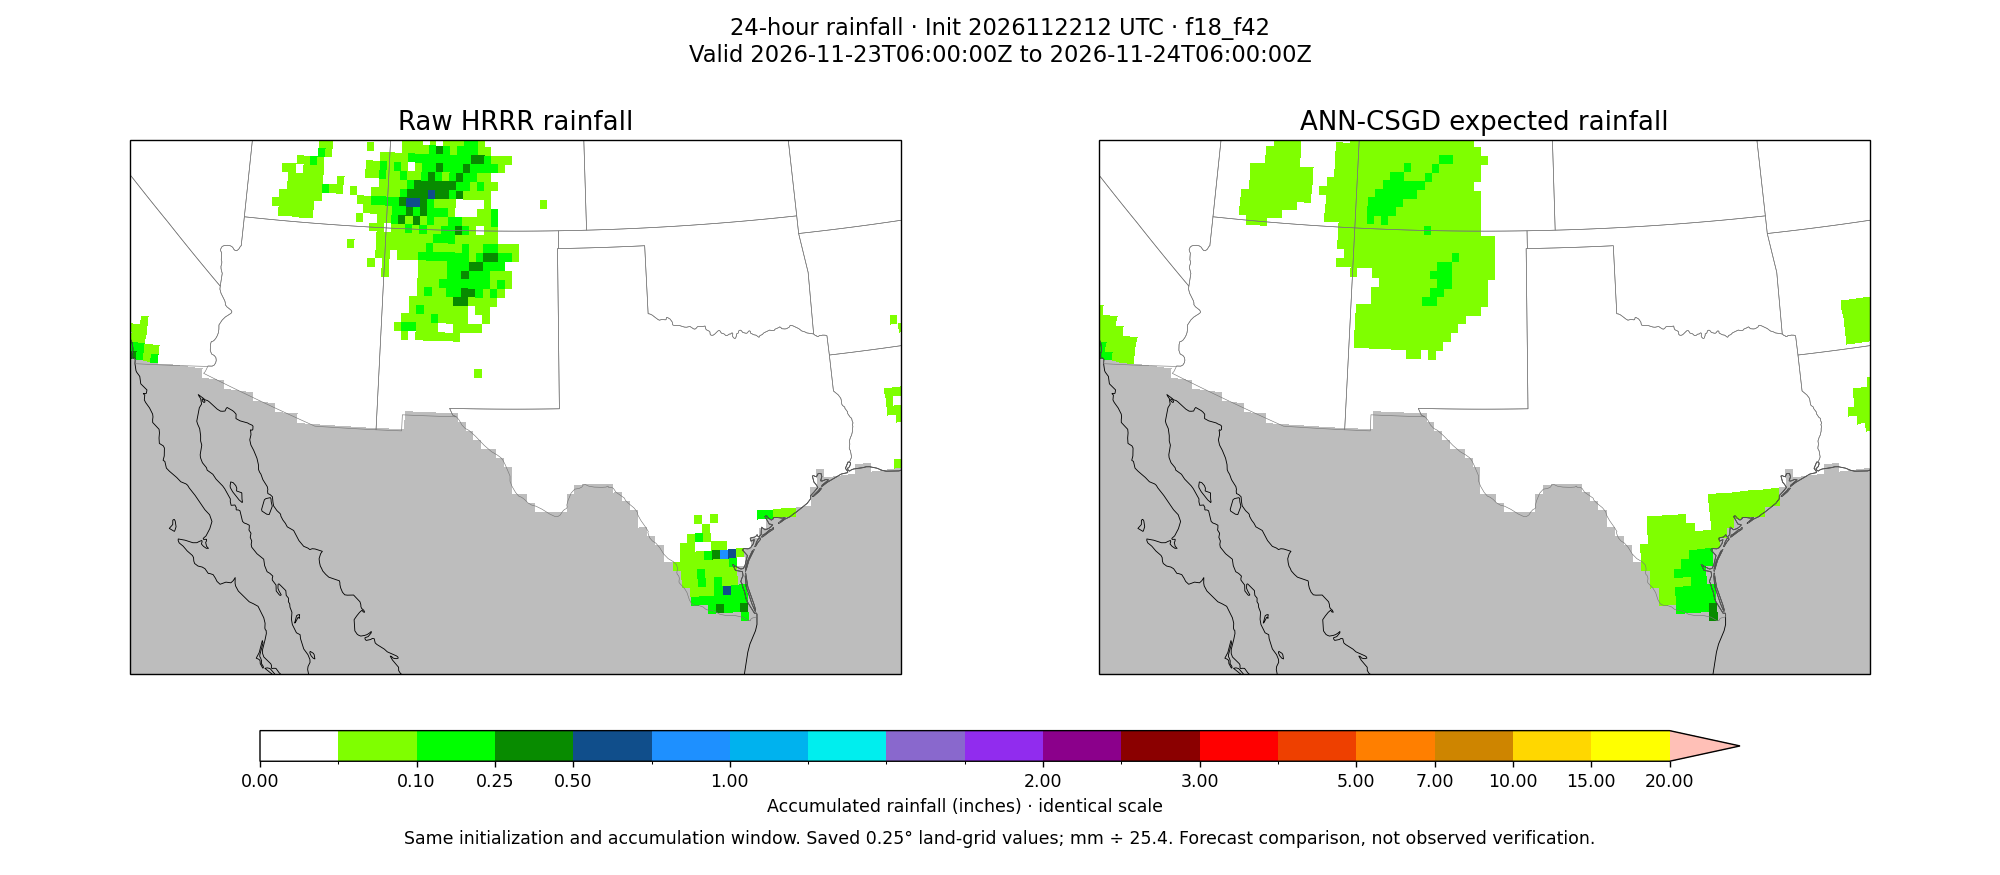 24-hour rainfall · Init 2026112212 UTC · f18_f42
Valid 2026-11-23T06:00:00Z to 2026-11-24T06:00:00Z
Raw HRRR rainfall
ANN-CSGD expected rainfall
0.00 0.10 0.25 0.50 1.00 2.00 3.00 5.00 7.00 10.00 15.00 20.00
Accumulated rainfall (inches) · identical scale
Same initialization and accumulation window. Saved 0.25° land-grid values; mm ÷ 25.4. Forecast comparison, not observed verification.